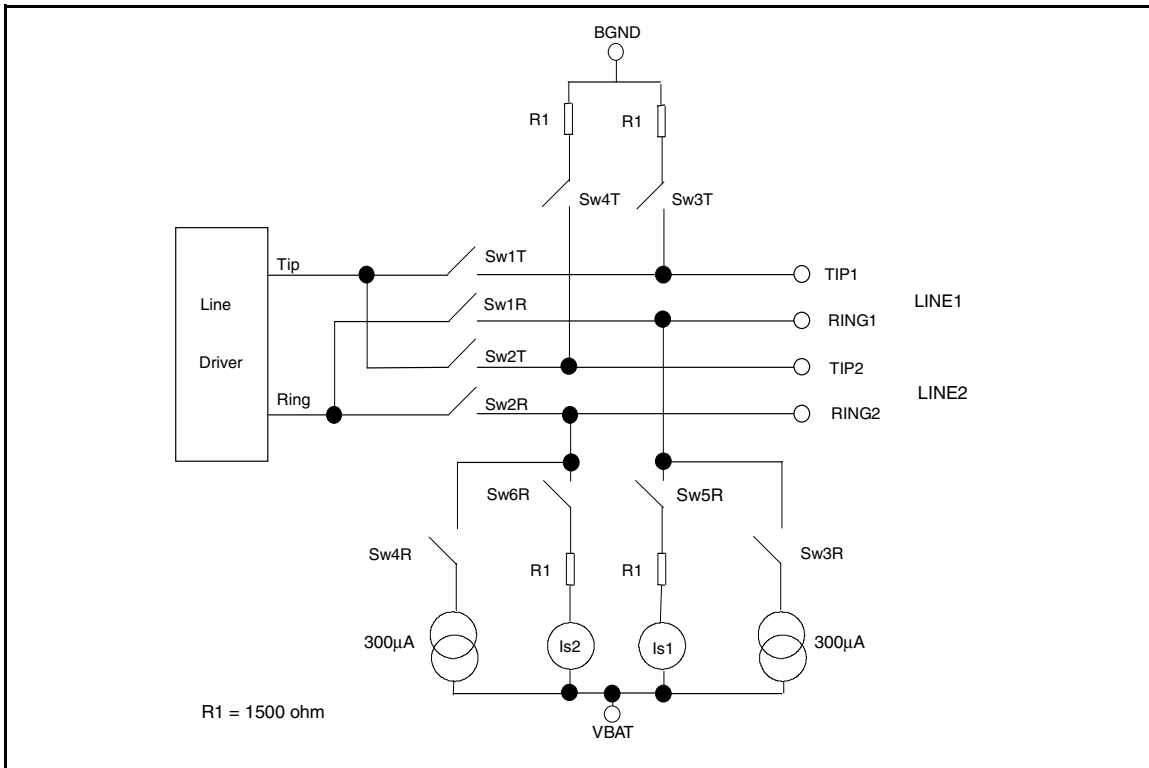 BGND
R1
R1
Sw4T
Sw3T
Tip
Sw1T
TIP1
LINE1
Line
Sw1R
RING1
Driver
Sw2T
TIP2
LINE2
Ring
Sw2R
RING2
Sw6R
Sw5R
Sw4R
R1
R1
Sw3R
300µA
Is2
Is1
300µA
R1 = 1500 ohm
VBAT